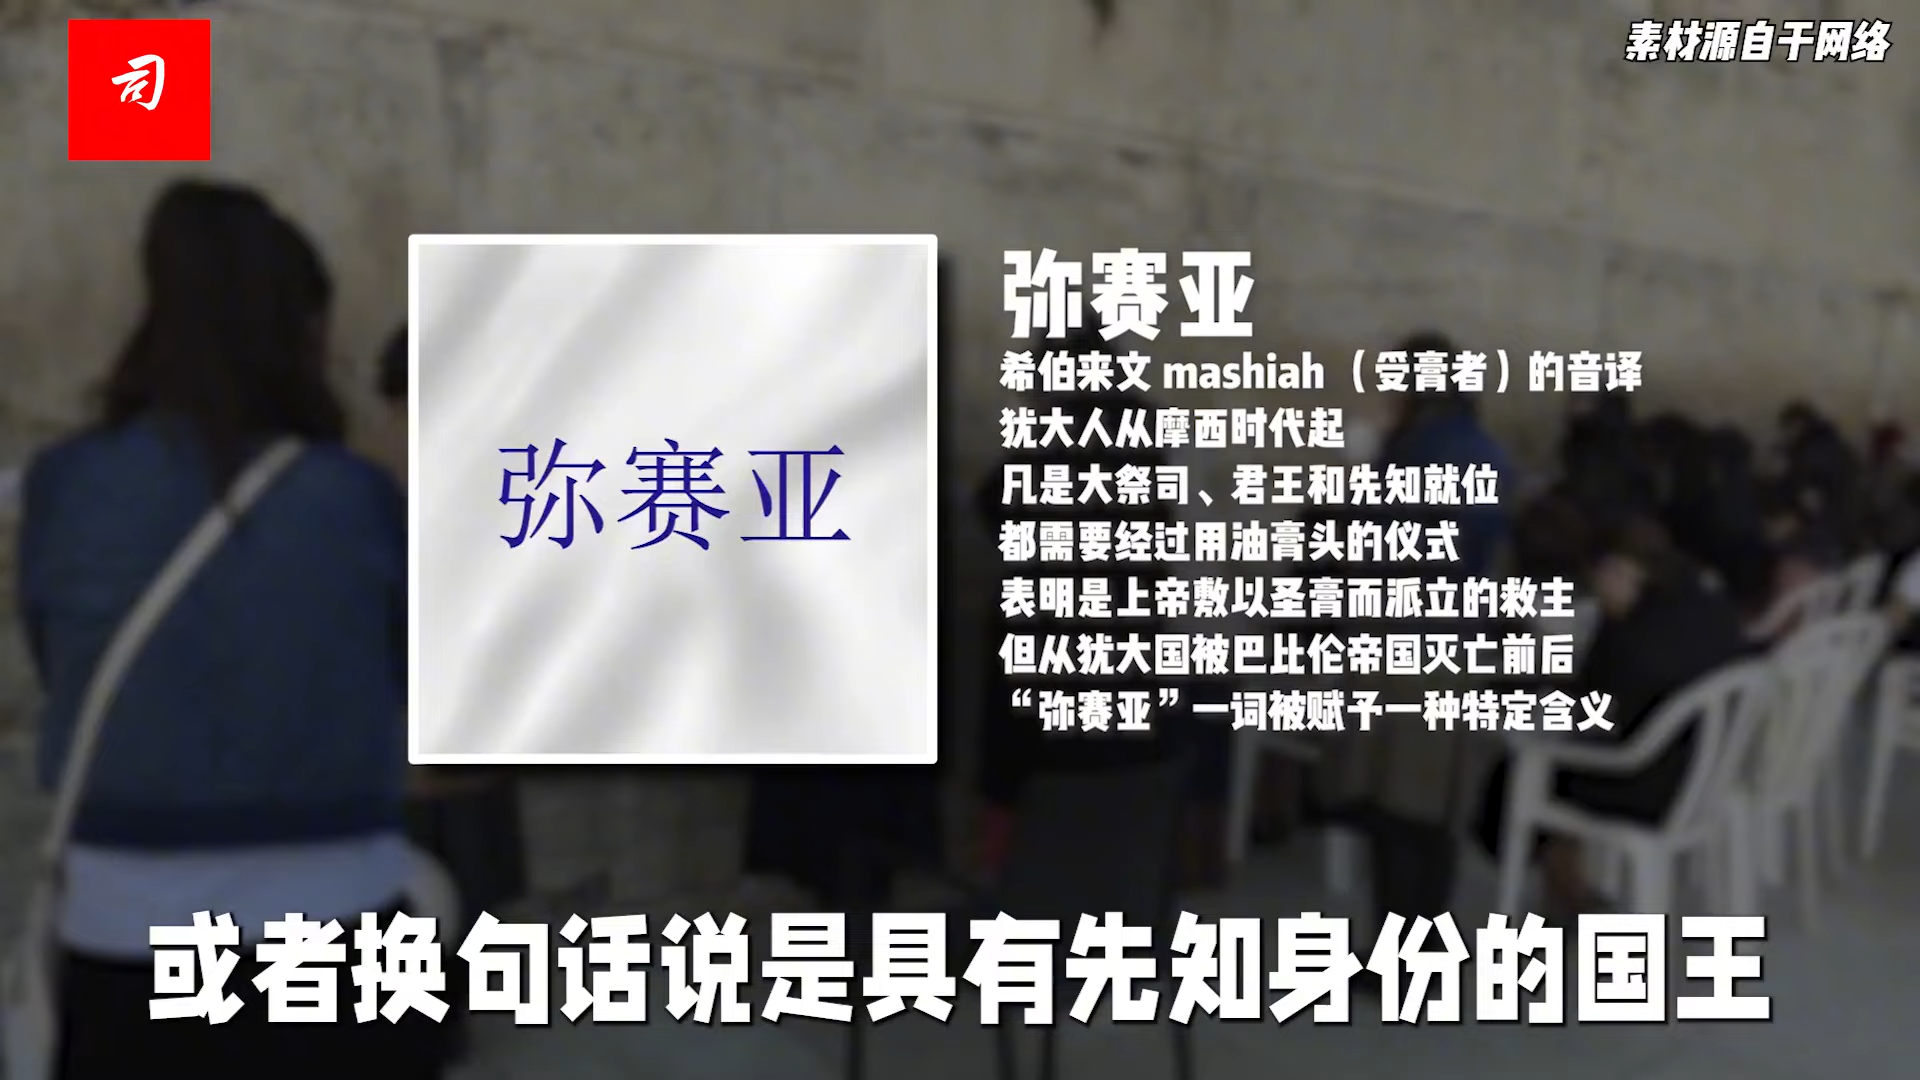 司
素材源自于网络
弥赛亚
弥赛亚
希伯来文 mashiah（受膏者）的音译
犹大人从摩西时代起
凡是大祭司、君王和先知就位
都需要经过用油膏头的仪式
表明是上帝敷以圣膏而派立的救主
但从犹大国被巴比伦帝国灭亡前后
“弥赛亚”一词被赋予一种特定含义
或者换句话说是具有先知身份的国王